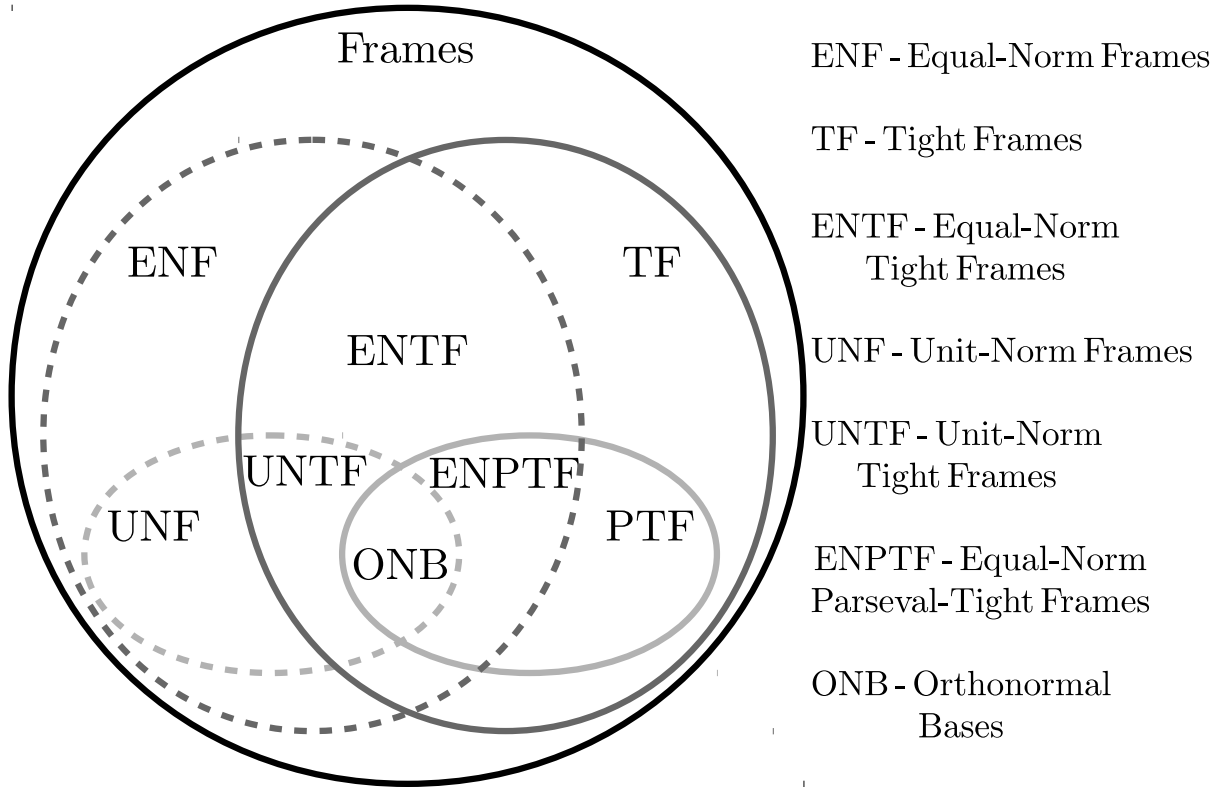 Frames
ENF
TF
ENTF
UNTF
ENPTF
UNF
PTF
ONB
ENF - Equal-Norm Frames
TF - Tight Frames
ENTF - Equal-Norm
Tight Frames
UNF - Unit-Norm Frames
UNTF - Unit-Norm
Tight Frames
ENPTF - Equal-Norm
Parseval-Tight Frames
ONB - Orthonormal
Bases